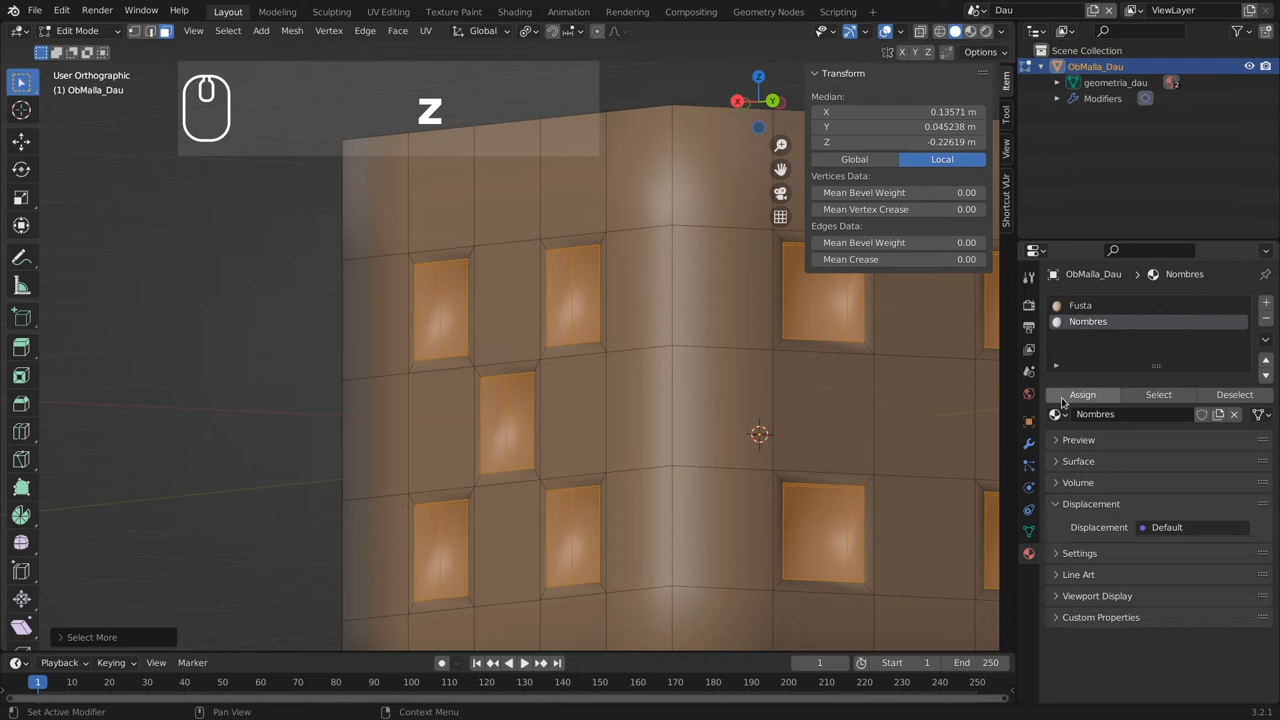 File Edit Render Window Help Layout Modeling Sculpting UV Editing Texture Paint Shading Animation Rendering Compositing Geometry Nodes Scripting Dau ViewLayer
Edit Mode View Select Add Mesh Vertex Edge Face UV Global
X Y Z Options
User Orthographic
(1) ObMalla_Dau
z
Z
X Y
Transform
Median:
X 0.13571 m
Y 0.045238 m
Z -0.22619 m
Global Local
Vertices Data:
Mean Bevel Weight 0.00
Mean Vertex Crease 0.00
Edges Data:
Mean Bevel Weight 0.00
Mean Crease 0.00
Item
Tool
View
Shortcut VUr
Scene Collection
ObMalla_Dau
geometria_dau 2
Modifiers
ObMalla_Dau Nombres
Fusta
Nombres
Assign Select Deselect
Nombres
Preview
Surface
Volume
Displacement
Displacement Default
Settings
Line Art
Viewport Display
Custom Properties
Select More
Playback Keying View Marker 1 Start 1 End 250
1 10 20 30 40 50 60 70 80 90 100 110 120 130 140 150 160 170 180 190 200 210 220 230 240 250
Set Active Modifier Pan View Context Menu 3.2.1